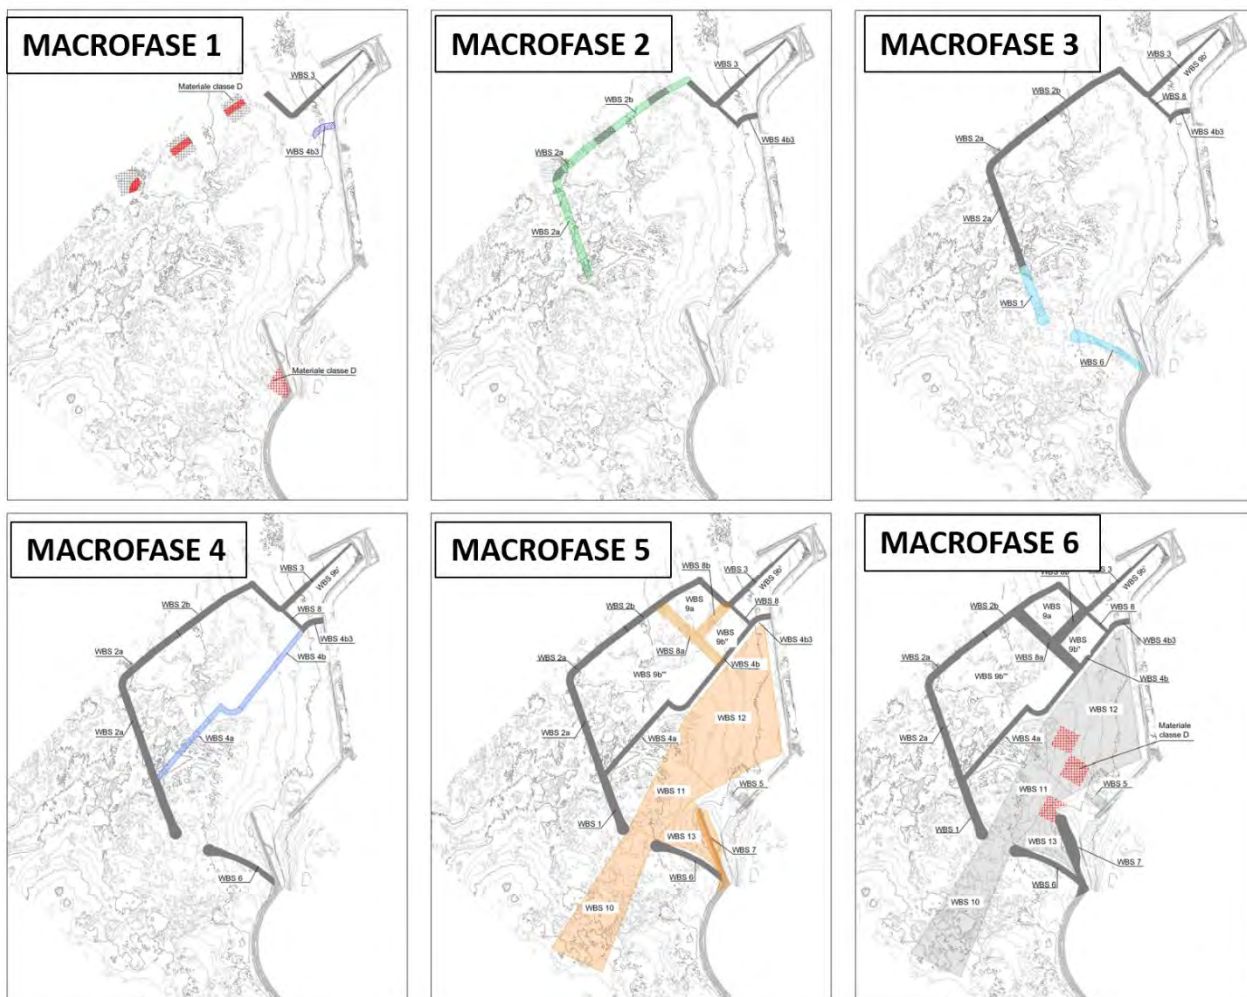 MACROFASE 1
Materiale classe D
WBS 3
WBS 4b3
Materiale classe D
MACROFASE 2
WBS 3
WBS 2b
WBS 4b3
WBS 2a
WBS 2a
MACROFASE 3
WBS 3
WBS 9b'
WBS 2b
WBS 8
WBS 4b3
WBS 2a
WBS 2a
WBS 1
WBS 6
MACROFASE 4
WBS 3
WBS 9b'
WBS 2b
WBS 8
WBS 4b3
WBS 2a
WBS 4b
WBS 2a
WBS 4a
WBS 6
MACROFASE 5
WBS 8b
WBS 3
WBS 9b'
WBS 2b
WBS
9a
WBS 8
WBS
9b"
WBS 4b3
WBS 8a
WBS 4b
WBS 2a
WBS 9b'"
WBS 12
WBS 2a
WBS 4a
WBS 5
WBS 11
WBS 1
WBS 13
WBS 7
WBS 6
WBS 10
MACROFASE 6
WBS 8b
WBS 3
WBS 9b'
WBS 2b
WBS
9a
WBS 8
WBS
9b"
WBS 4b3
WBS 8a
WBS 4b
WBS 2a
WBS 9b'"
WBS 12
Materiale
classe D
WBS 2a
WBS 4a
WBS 5
WBS 11
WBS 1
WBS 13
WBS 7
WBS 6
WBS 10